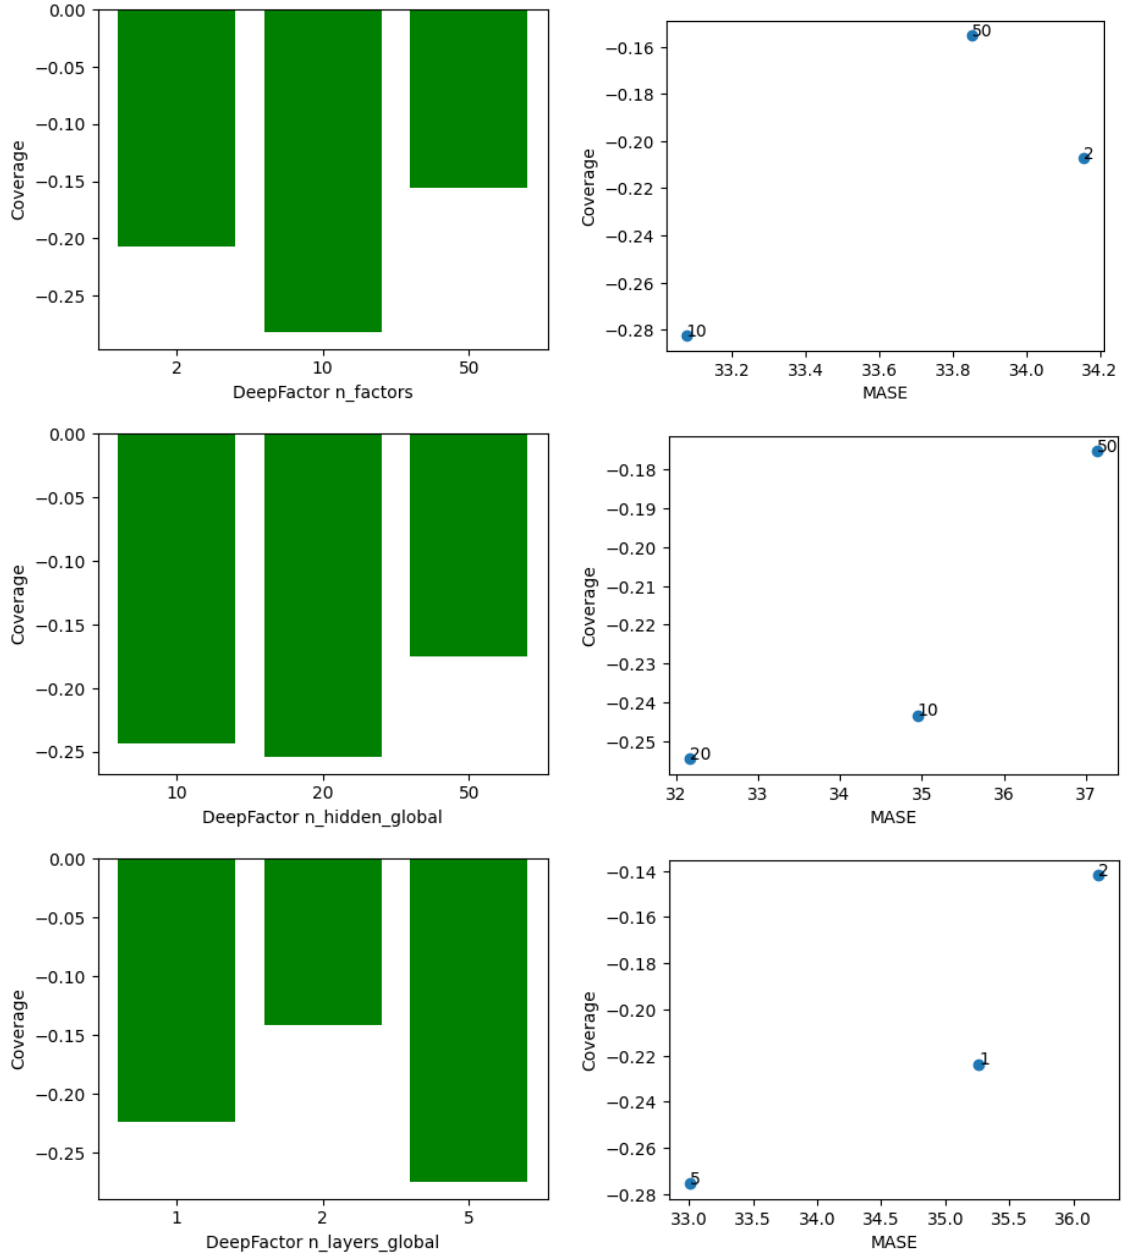 0.00
−0.05
−0.10
−0.15
−0.20
−0.25
Coverage
2 10 50
DeepFactor n_factors
−0.16
−0.18
−0.20
−0.22
−0.24
−0.26
−0.28
Coverage
50
2
10
33.2 33.4 33.6 33.8 34.0 34.2
MASE
0.00
−0.05
−0.10
−0.15
−0.20
−0.25
Coverage
10 20 50
DeepFactor n_hidden_global
−0.18
−0.19
−0.20
−0.21
−0.22
−0.23
−0.24
−0.25
Coverage
50
10
20
32 33 34 35 36 37
MASE
0.00
−0.05
−0.10
−0.15
−0.20
−0.25
Coverage
1 2 5
DeepFactor n_layers_global
−0.14
−0.16
−0.18
−0.20
−0.22
−0.24
−0.26
−0.28
Coverage
2
1
5
33.0 33.5 34.0 34.5 35.0 35.5 36.0
MASE